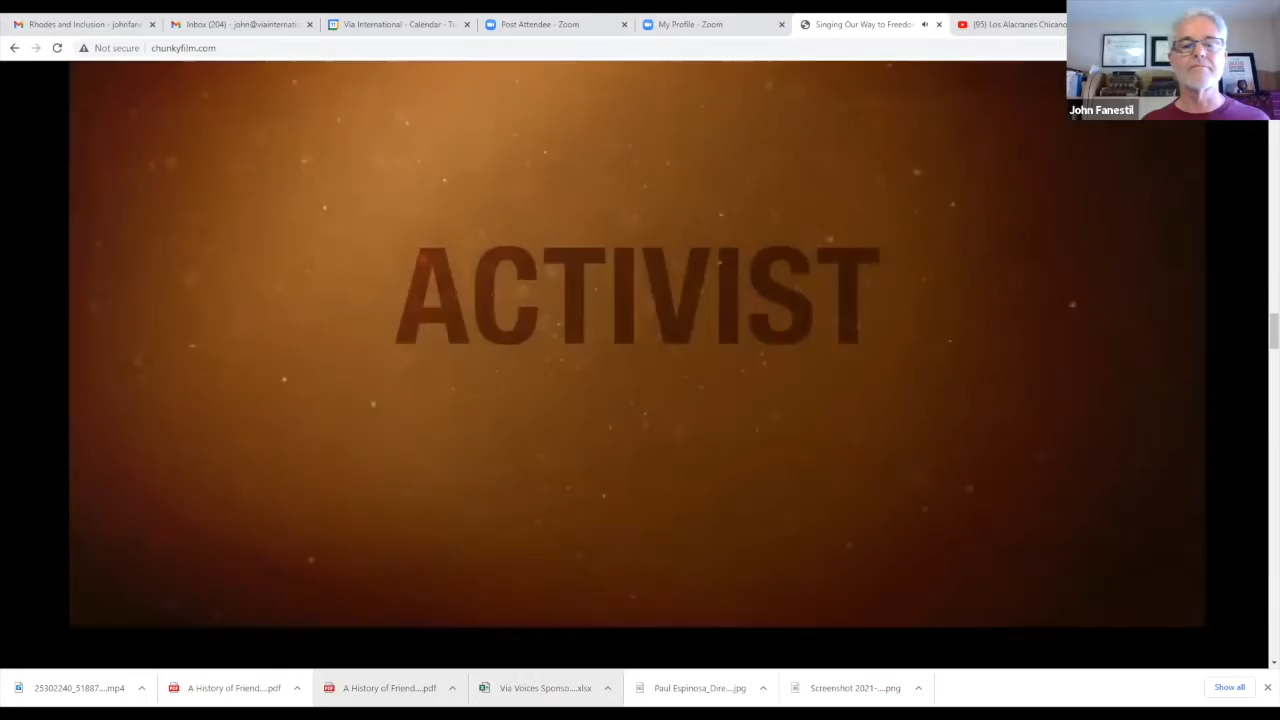 Rhodes and Inclusion - johnfane
Inbox (204) - john@viainternatio
Via International - Calendar - Tu
Post Attendee - Zoom
My Profile - Zoom
Singing Our Way to Freedo
(95) Los Alacranes Chicano
Not secure
chunkyfilm.com
John Fanestil
ACTIVIST
25302240_51887....mp4
A History of Friend....pdf
A History of Friend....pdf
Via Voices Sponso....xlsx
Paul Espinosa_Dire....jpg
Screenshot 2021-....png
Show all